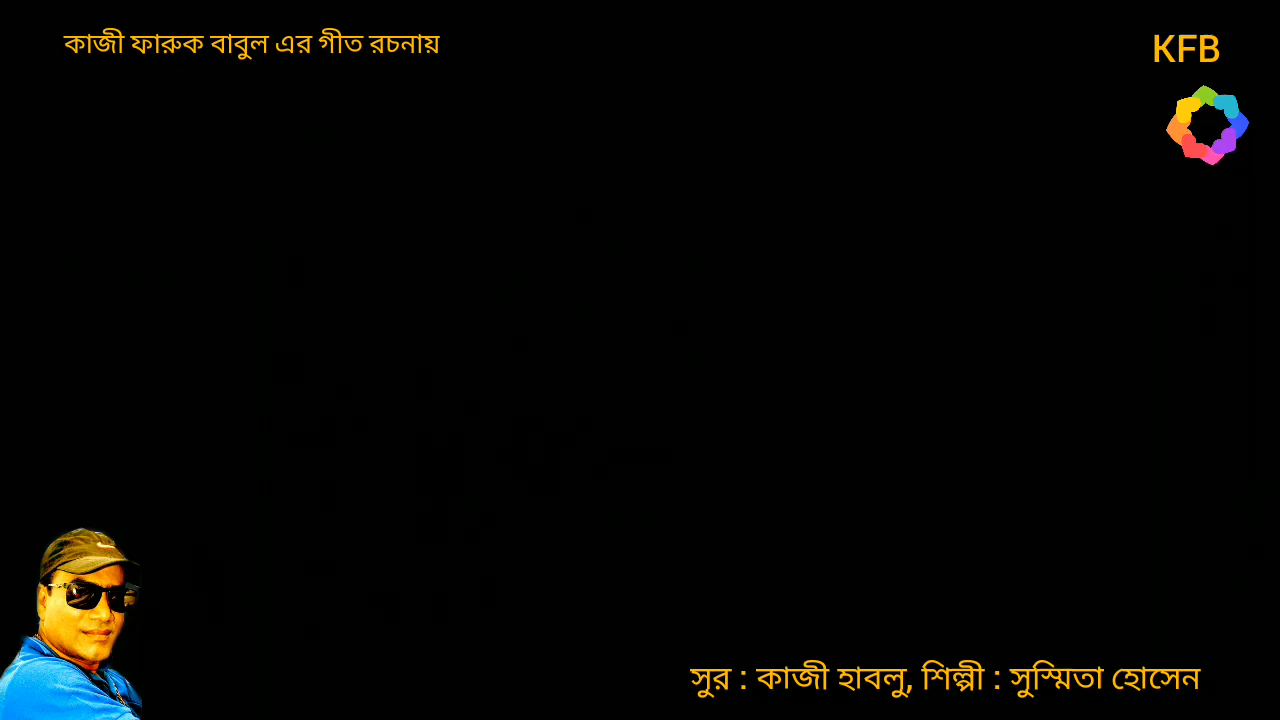 কাজী ফারুক বাবুল এর গীত রচনায়
KFB
সুর : কাজী হাবলু, শিল্পী : সুস্মিতা হোসেন